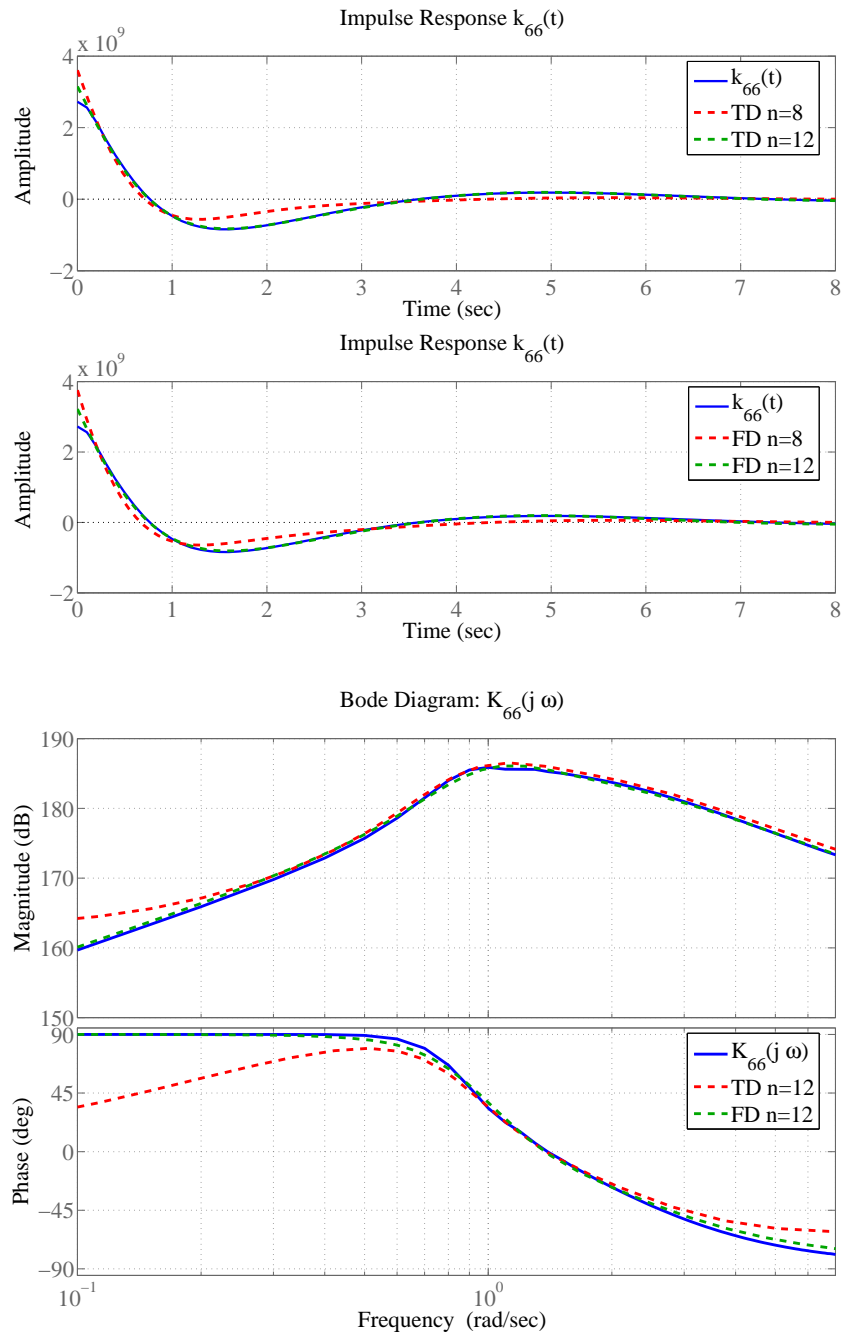 Impulse Response k66(t)
x 10^9
4
2
0
−2
Amplitude
k66(t)
TD n=8
TD n=12
0 1 2 3 4 5 6 7 8
Time (sec)
Impulse Response k66(t)
x 10^9
4
2
0
−2
Amplitude
k66(t)
FD n=8
FD n=12
0 1 2 3 4 5 6 7 8
Time (sec)
Bode Diagram: K66(j ω)
190
180
170
160
150
Magnitude (dB)
90
45
0
−45
−90
Phase (deg)
K66(j ω)
TD n=12
FD n=12
10^−1 10^0
Frequency (rad/sec)